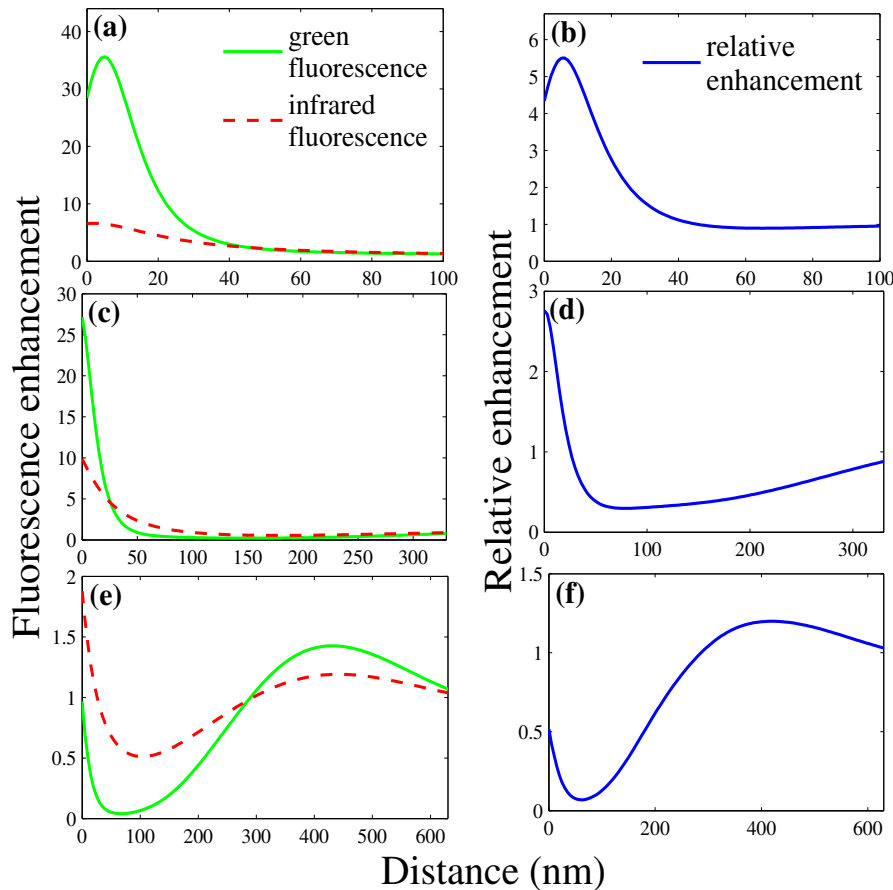 (a)
green
fluorescence
infrared
fluorescence
40
30
20
10
0
0 20 40 60 80 100
(b)
relative
enhancement
6
5
4
3
2
1
0
0 20 40 60 80 100
(c)
30
25
20
15
10
5
0
0 50 100 150 200 250 300
(d)
3
2
1
0
0 100 200 300
(e)
2
1.5
1
0.5
0
0 100 200 300 400 500 600
(f)
1.5
1
0.5
0
0 200 400 600
Fluorescence enhancement
Relative enhancement
Distance (nm)